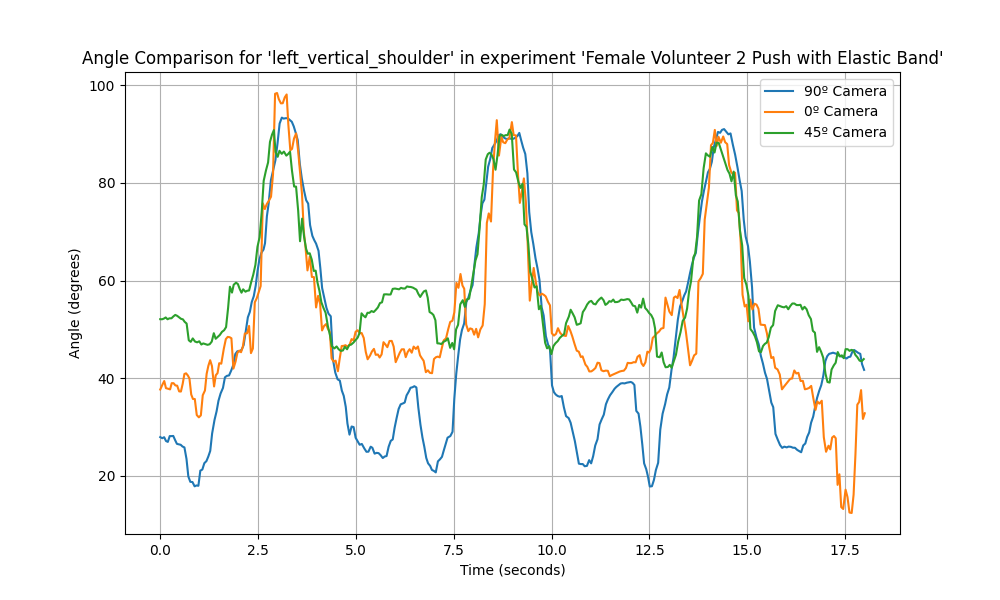 Angle Comparison for 'left_vertical_shoulder' in experiment 'Female Volunteer 2 Push with Elastic Band'
90º Camera
0º Camera
45º Camera
100
80
60
40
20
Angle (degrees)
0.0 2.5 5.0 7.5 10.0 12.5 15.0 17.5
Time (seconds)